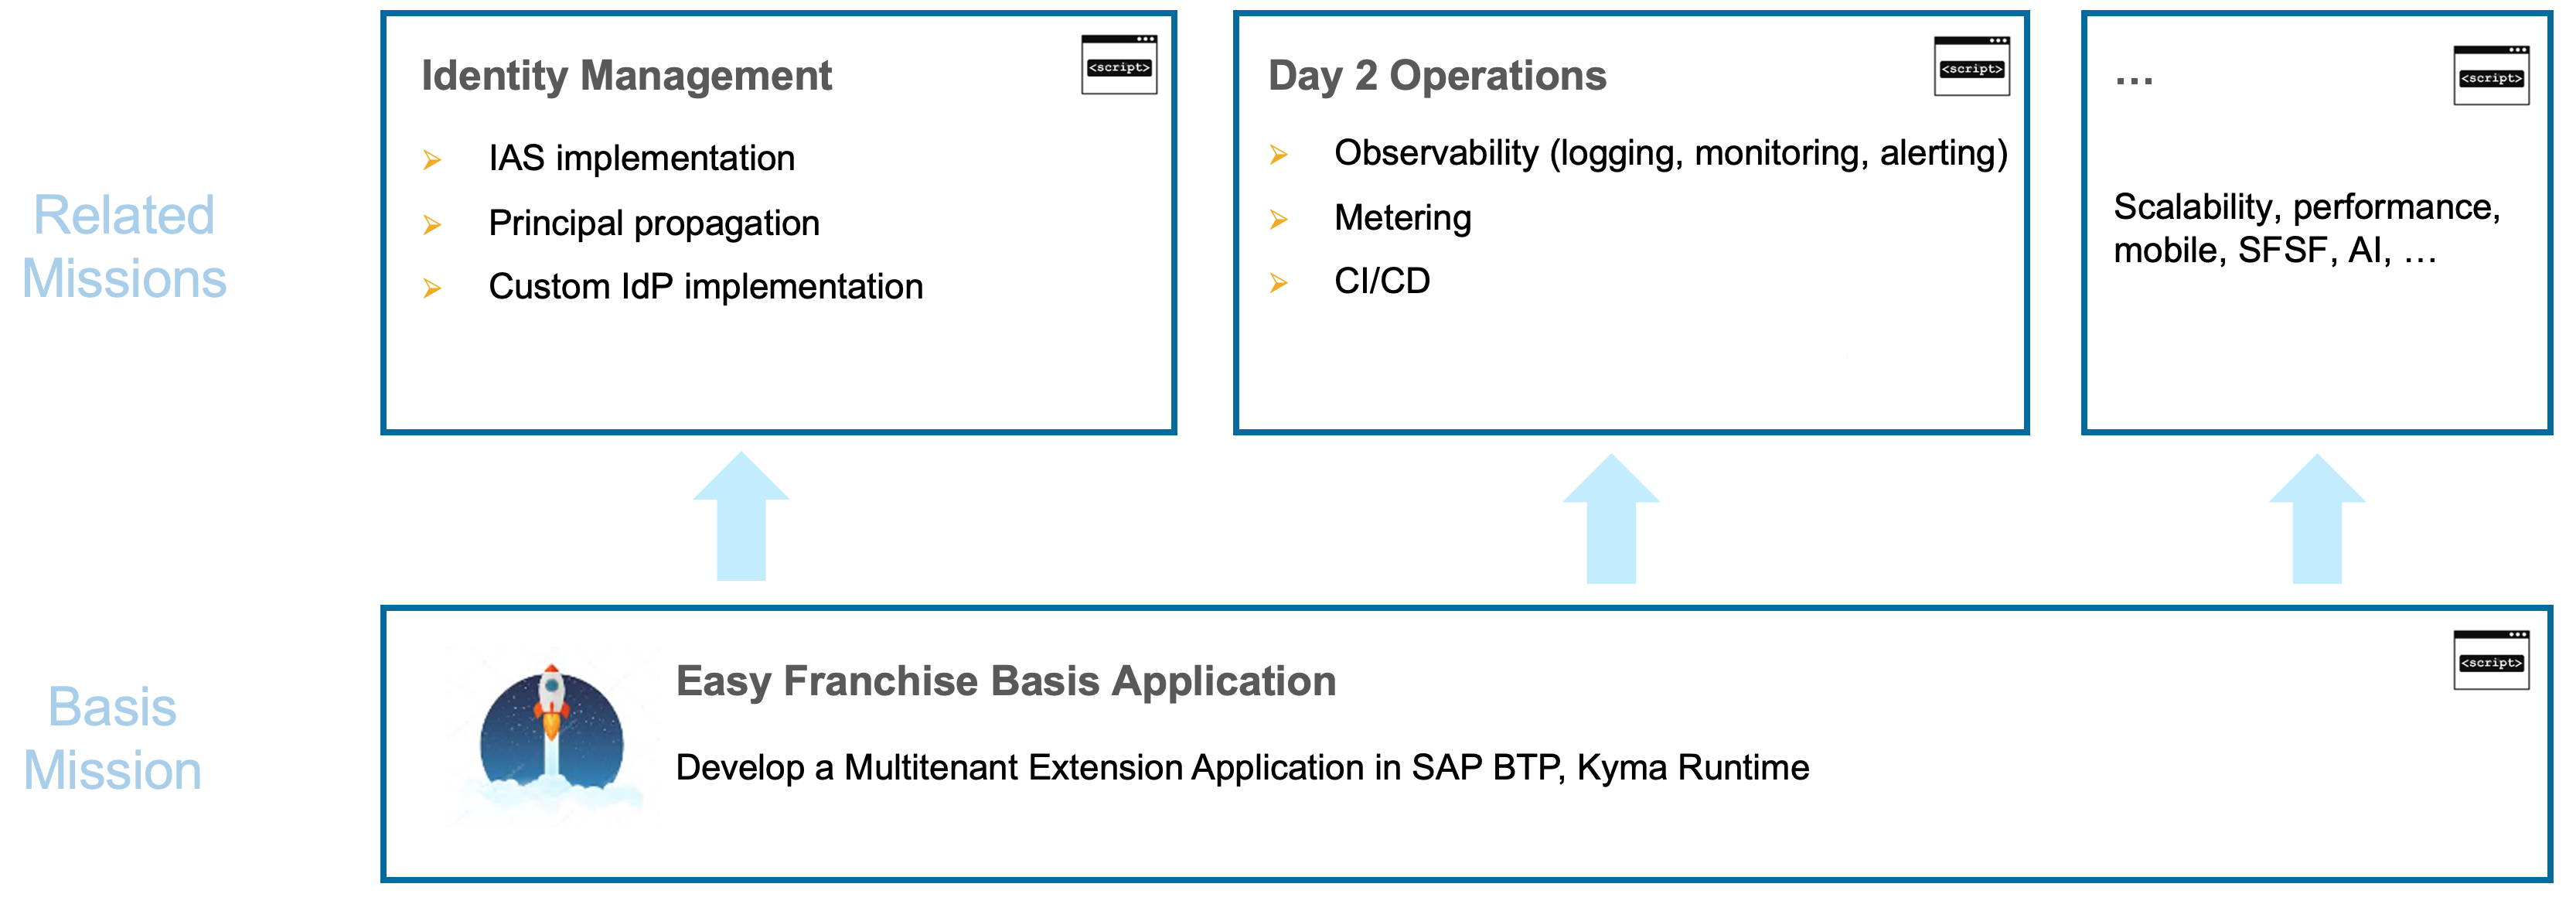 Related
Missions
Identity Management
<script>
IAS implementation
Principal propagation
Custom IdP implementation
Day 2 Operations
<script>
Observability (logging, monitoring, alerting)
Metering
CI/CD
...
<script>
Scalability, performance,
mobile, SFSF, AI, ...
Basis
Mission
Easy Franchise Basis Application
<script>
Develop a Multitenant Extension Application in SAP BTP, Kyma Runtime